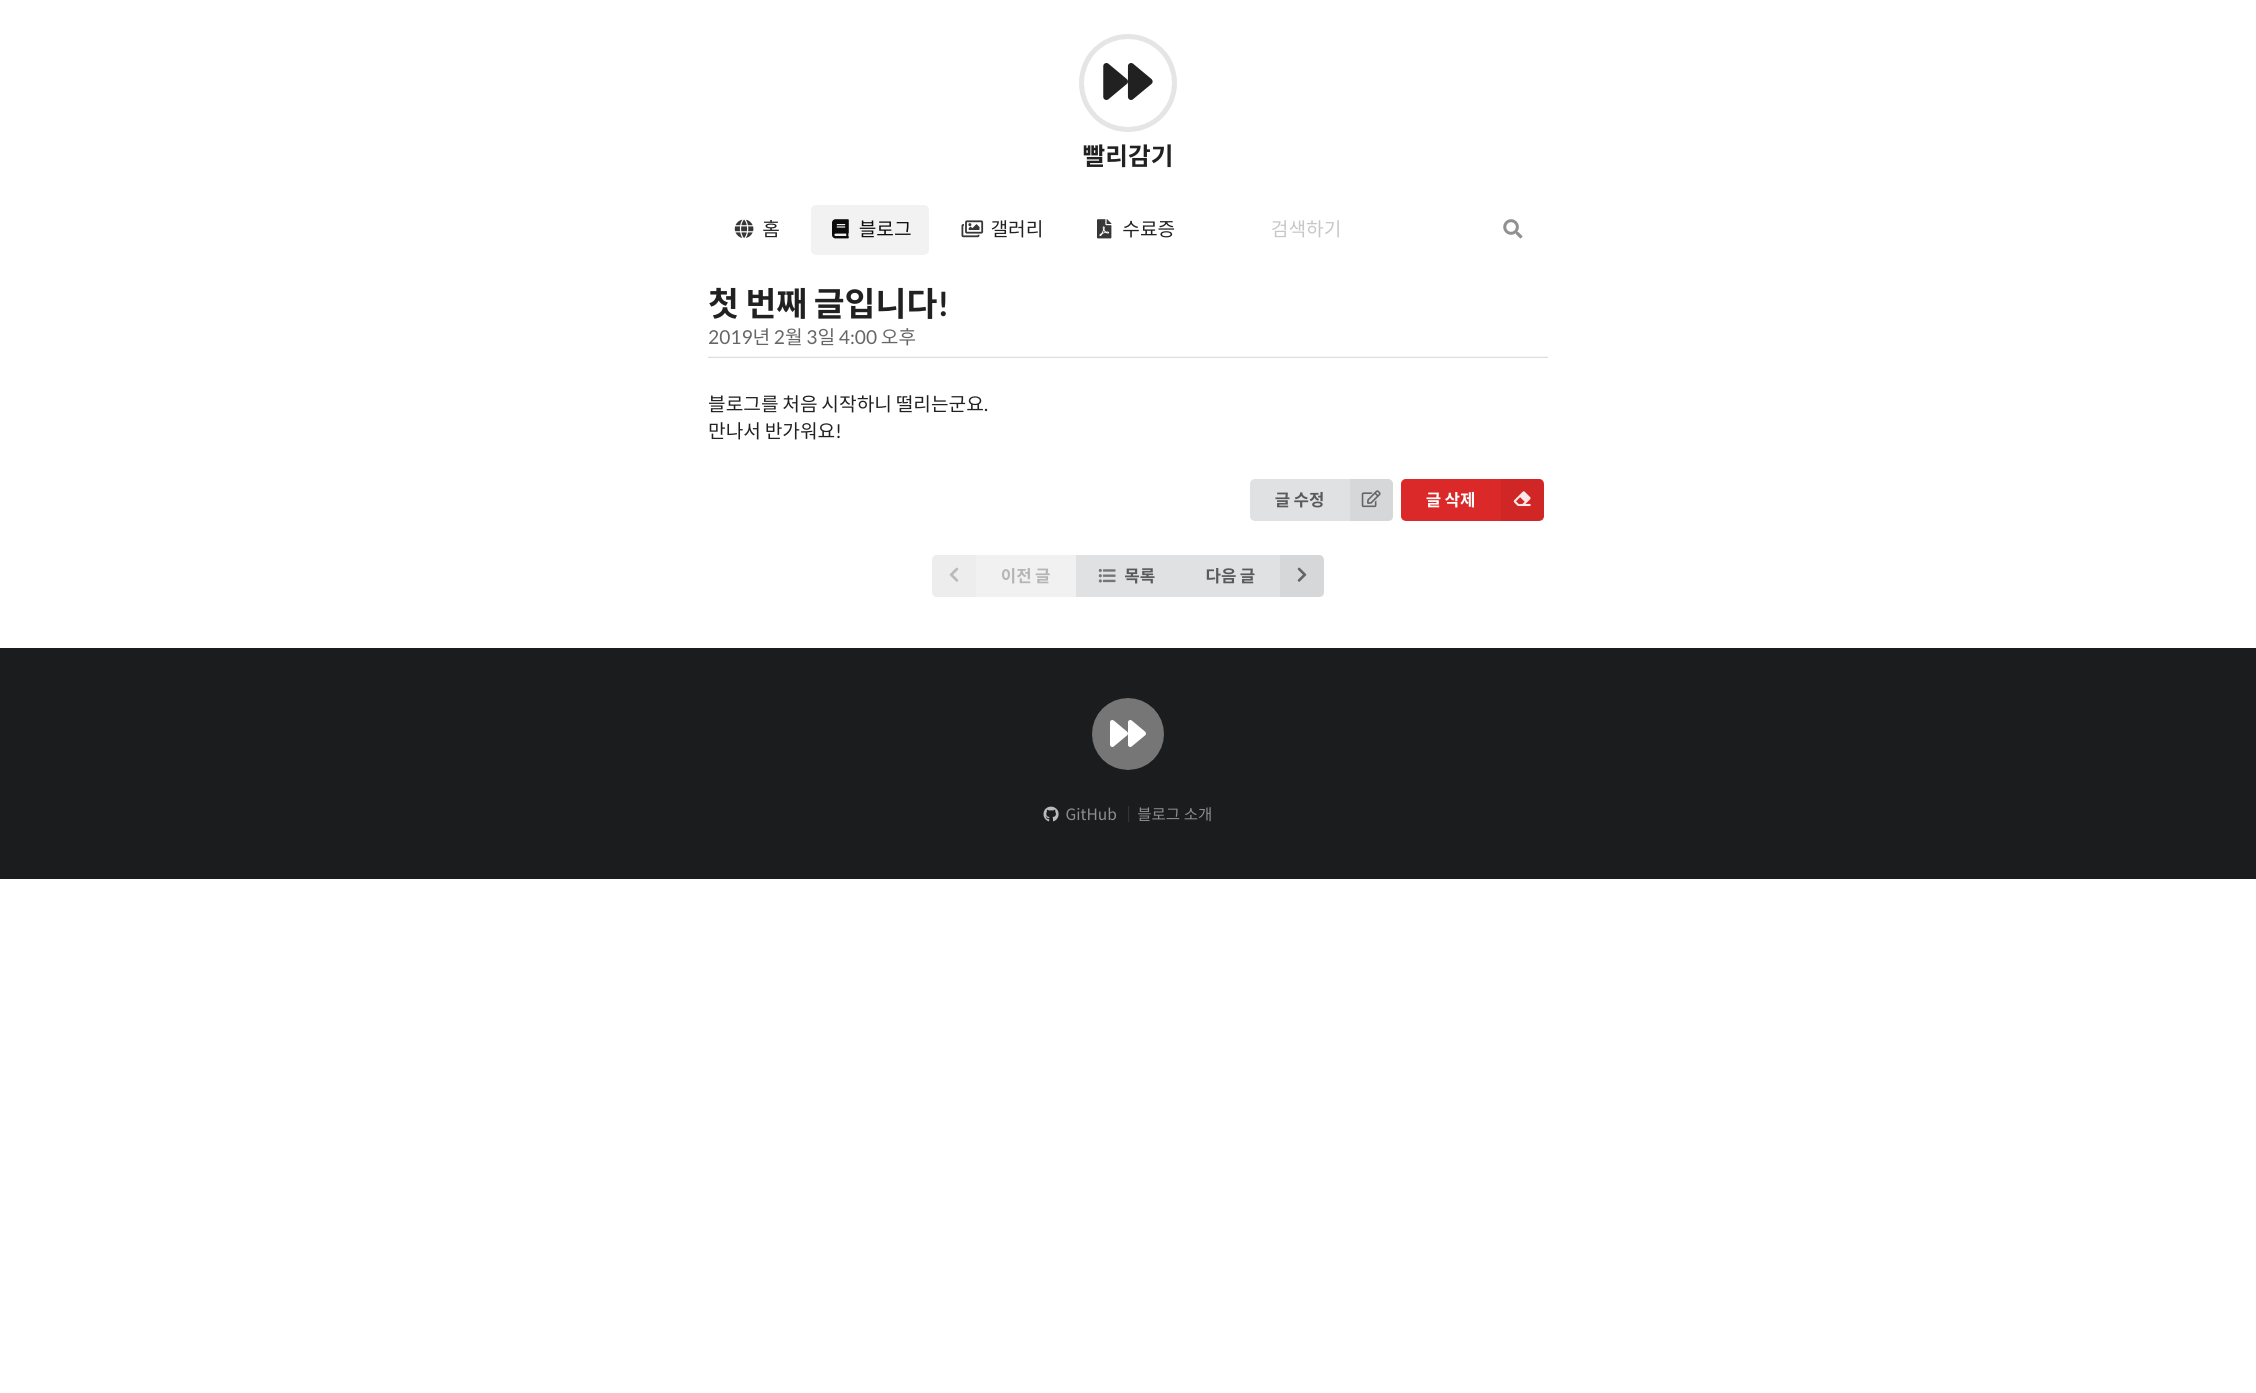 빨리감기
홈 블로그 갤러리 수료증 검색하기
첫 번째 글입니다!
2019년 2월 3일 4:00 오후
블로그를 처음 시작하니 떨리는군요.
만나서 반가워요!
글 수정 글 삭제
이전 글 목록 다음 글
GitHub 블로그 소개